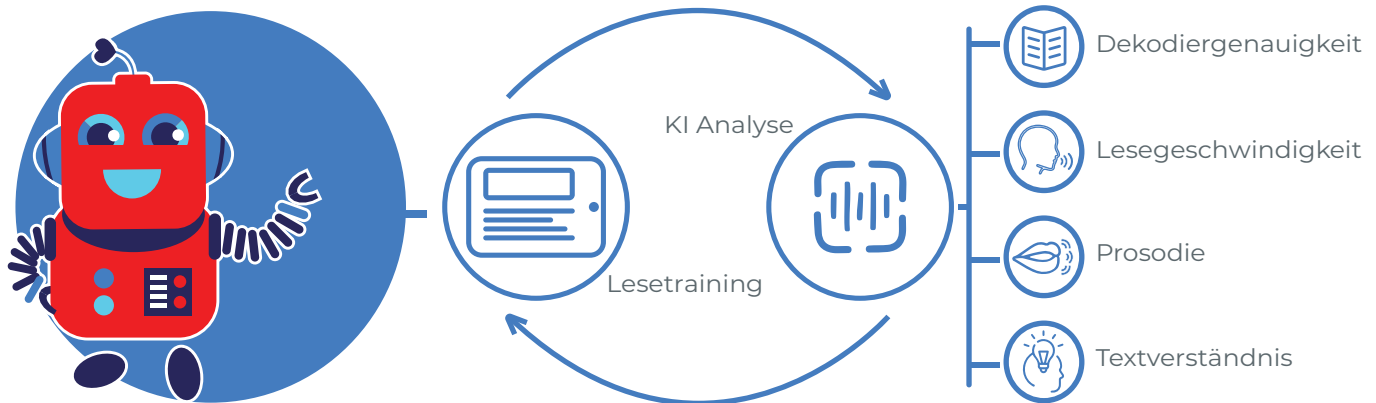 KI Analyse
Lesetraining
Dekodiergenauigkeit
Lesegeschwindigkeit
Prosodie
Textverständnis